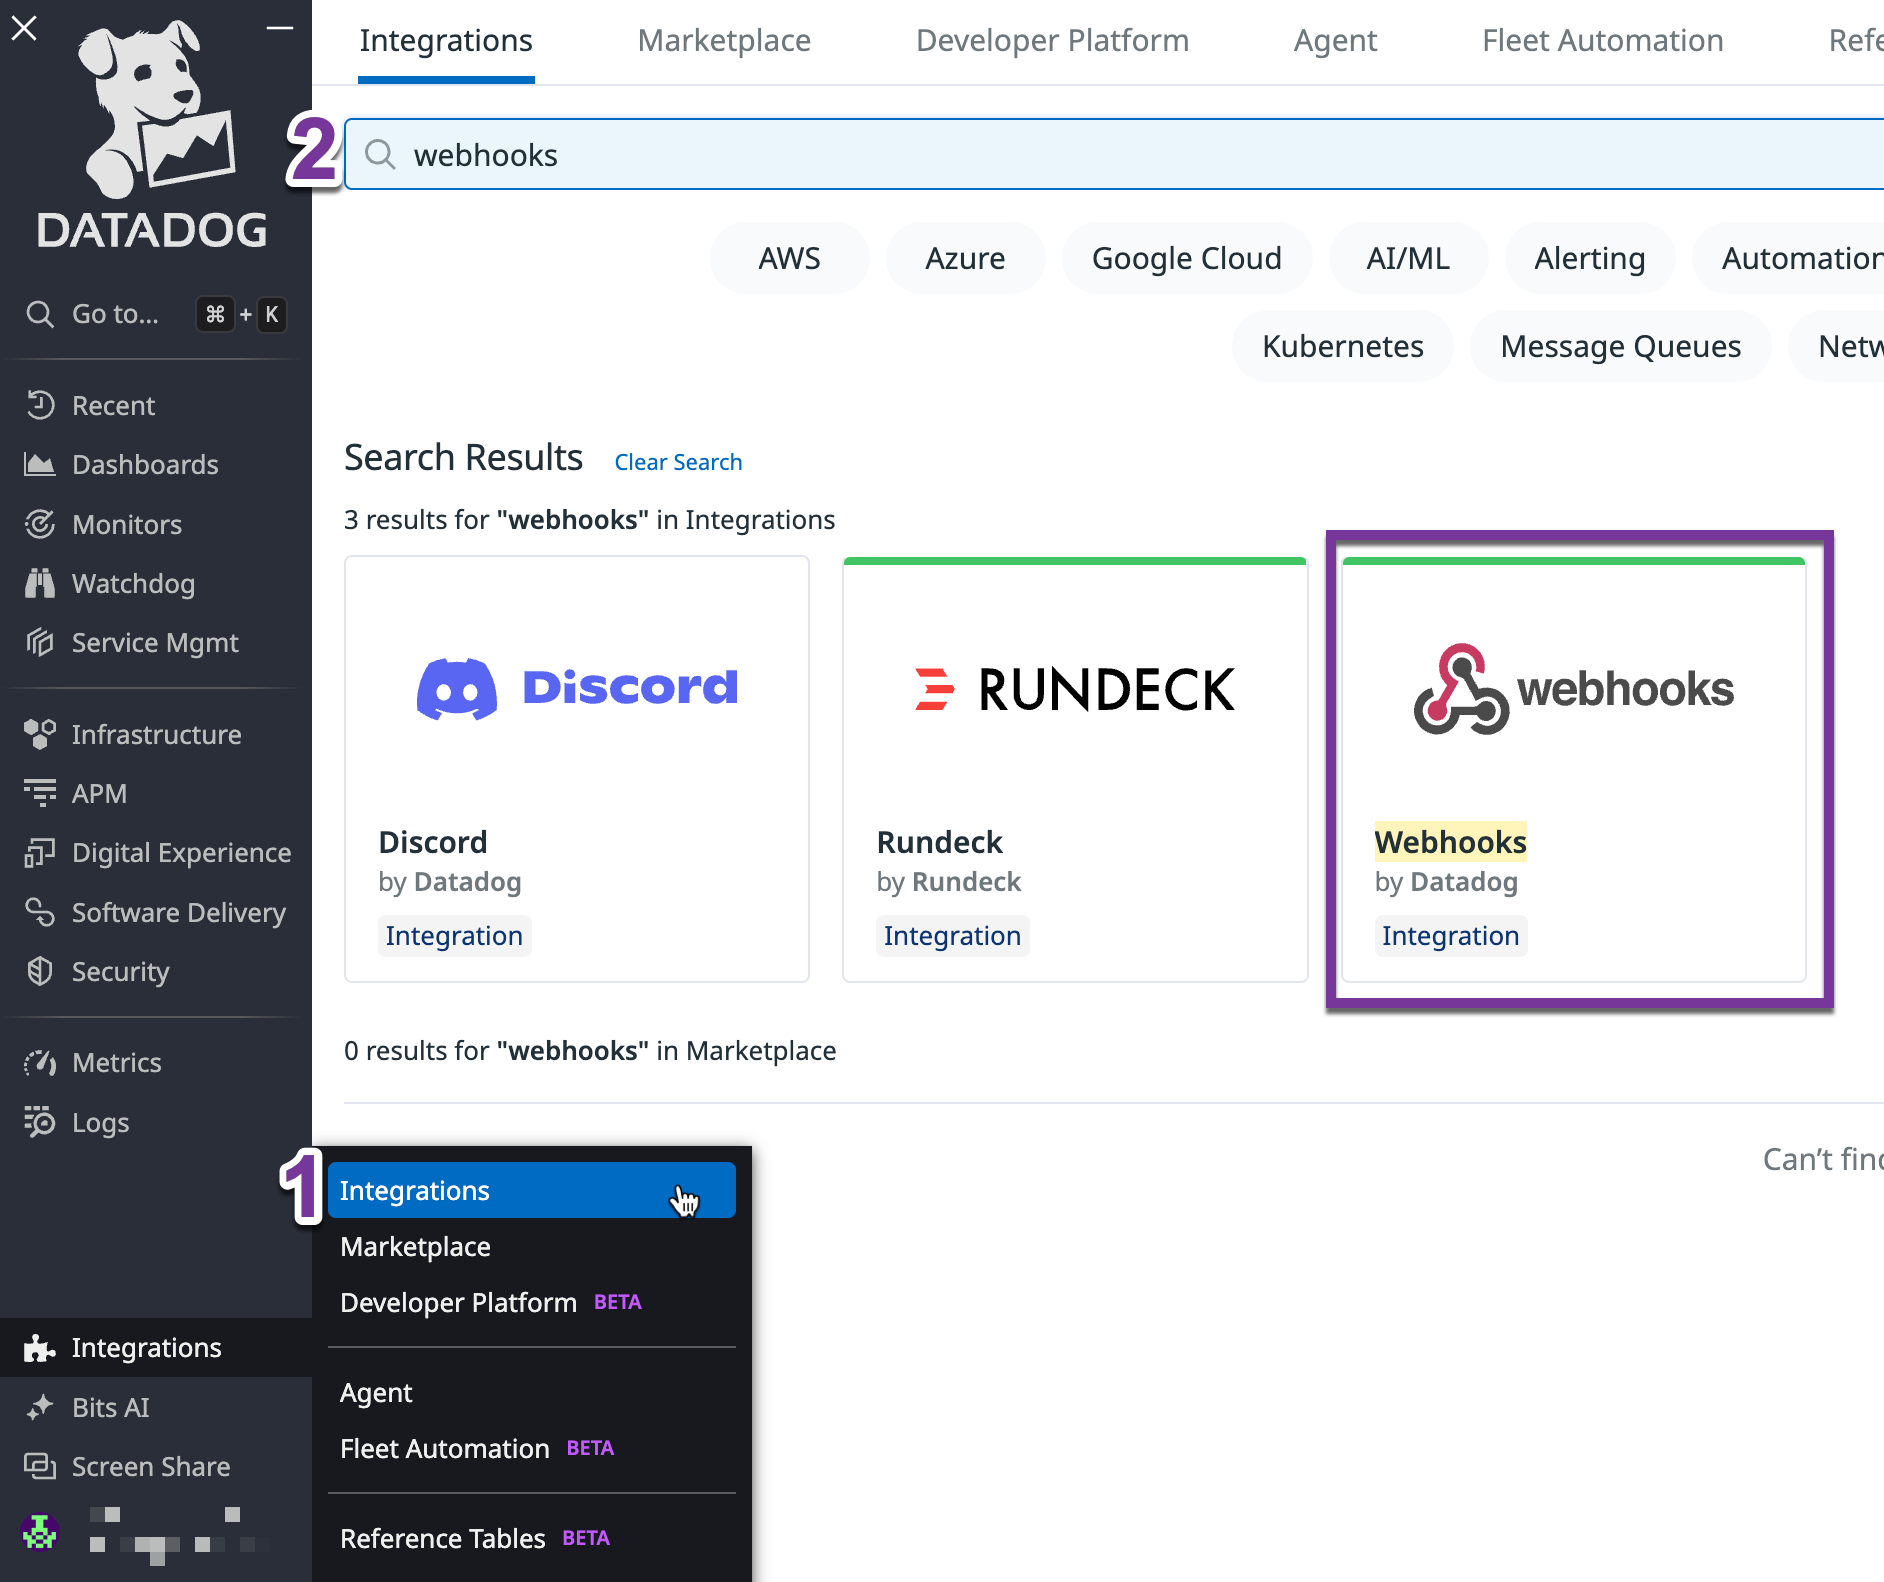 DATADOG
Go to... ⌘ + K
Recent
Dashboards
Monitors
Watchdog
Service Mgmt
Infrastructure
APM
Digital Experience
Software Delivery
Security
Metrics
Logs
Integrations
Bits AI
Screen Share
Integrations Marketplace Developer Platform Agent Fleet Automation Refe
2
webhooks
AWS Azure Google Cloud AI/ML Alerting Automation
Kubernetes Message Queues Netw
Search Results Clear Search
3 results for "webhooks" in Integrations
Discord
Discord
by Datadog
Integration
RUNDECK
Rundeck
by Rundeck
Integration
webhooks
Webhooks
by Datadog
Integration
0 results for "webhooks" in Marketplace
Can't find
1
Integrations
Marketplace
Developer Platform BETA
Agent
Fleet Automation BETA
Reference Tables BETA